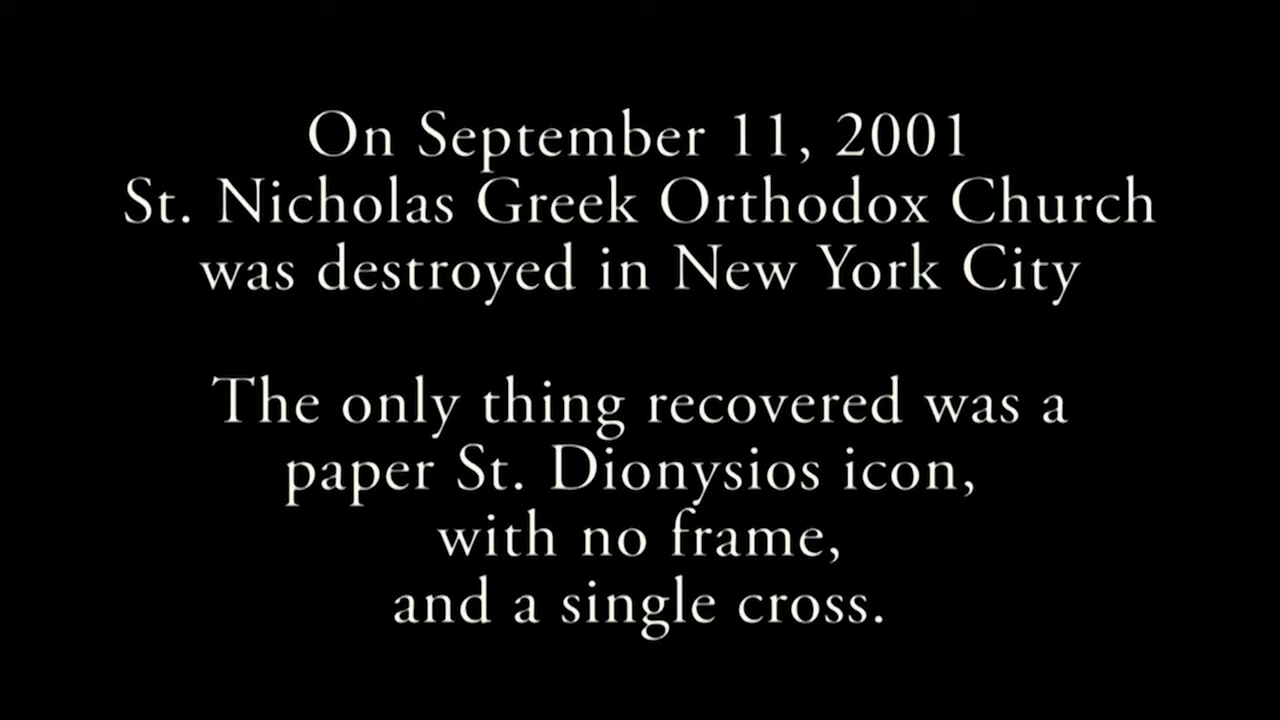 On September 11, 2001
St. Nicholas Greek Orthodox Church
was destroyed in New York City
The only thing recovered was a
paper St. Dionysios icon,
with no frame,
and a single cross.